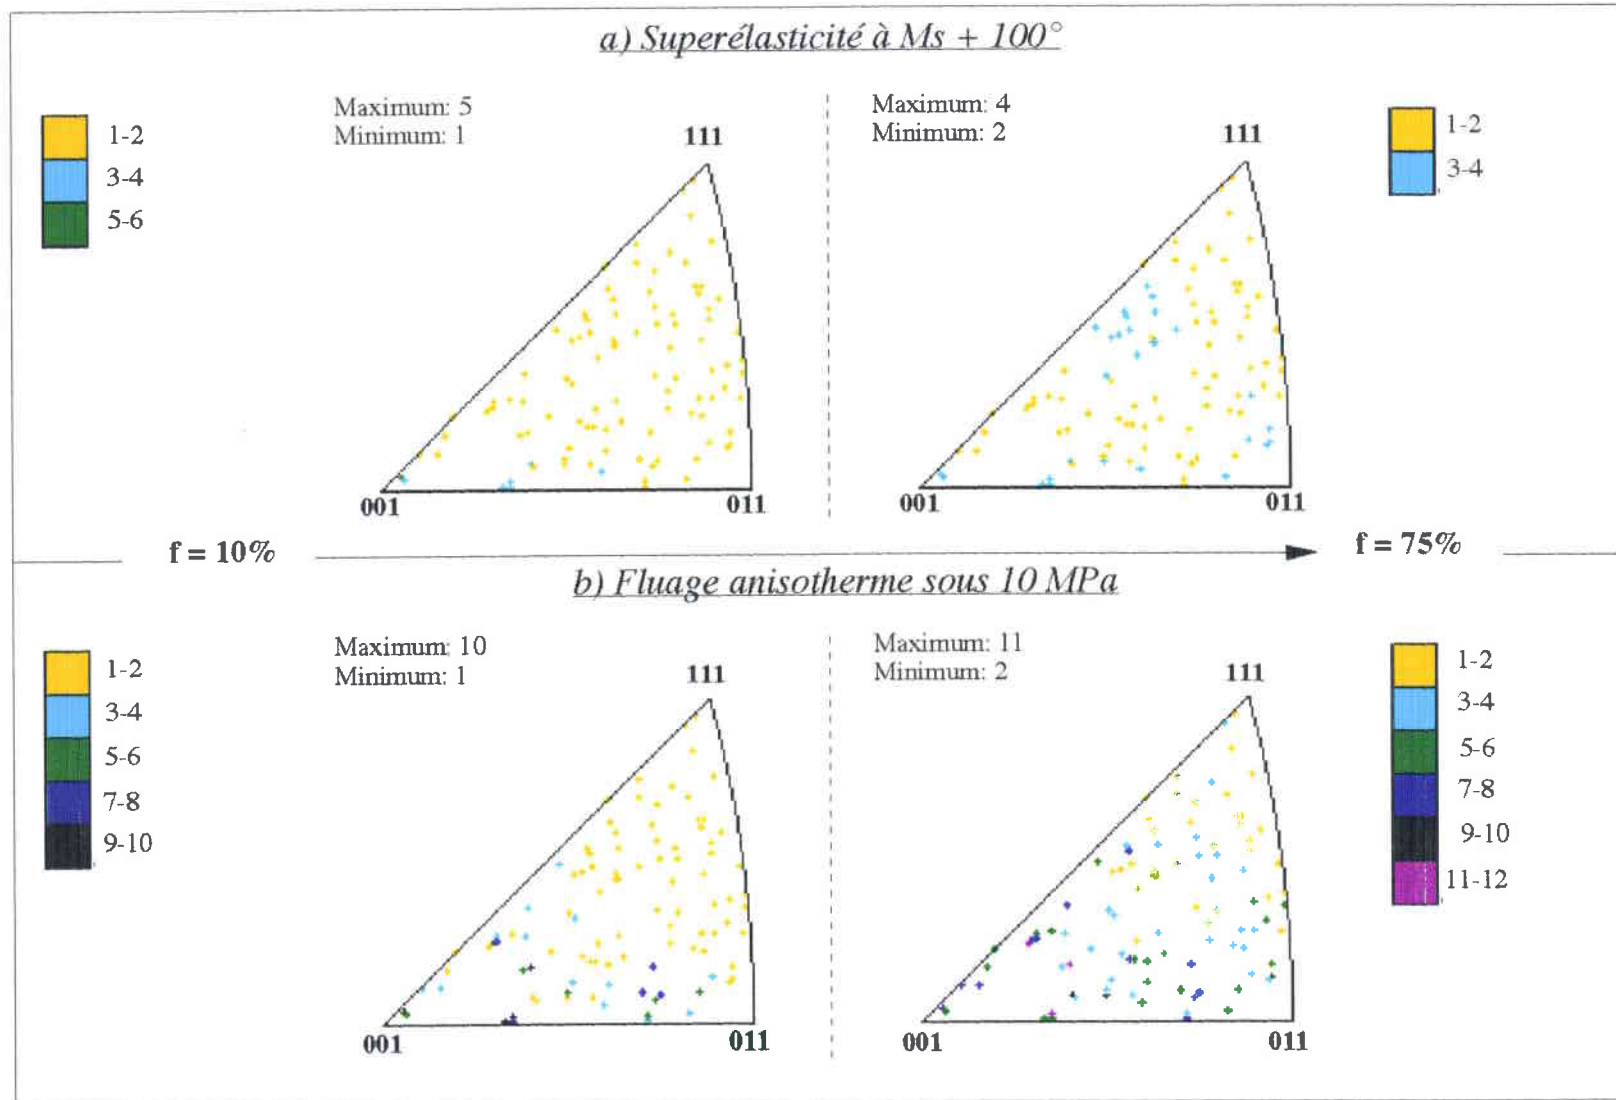 a) Superélasticité à Ms + 100°
Maximum: 5
Minimum: 1
1-2
3-4
5-6
111
001
011
Maximum: 4
Minimum: 2
111
001
011
1-2
3-4
f = 10%
f = 75%
b) Fluage anisotherme sous 10 MPa
Maximum: 10
Minimum: 1
1-2
3-4
5-6
7-8
9-10
111
001
011
Maximum: 11
Minimum: 2
111
001
011
1-2
3-4
5-6
7-8
9-10
11-12